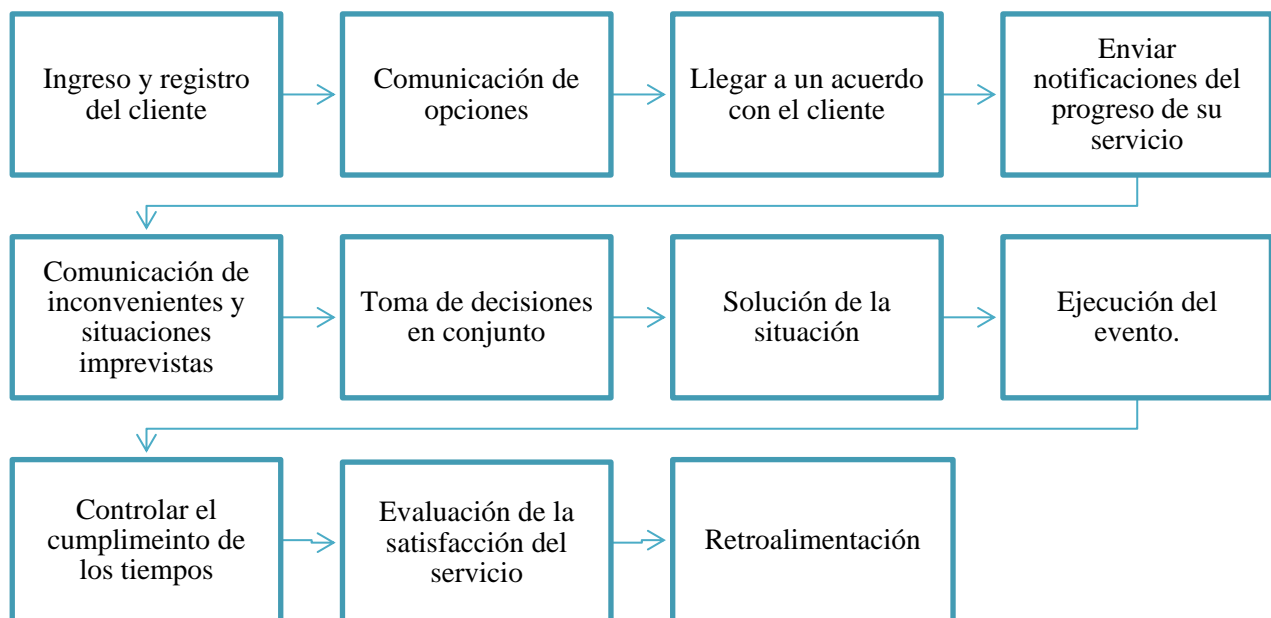 Ingreso y registro
del cliente
Comunicación de
opciones
Llegar a un acuerdo
con el cliente
Enviar
notificaciones del
progreso de su
servicio
Comunicación de
inconvenientes y
situaciones
imprevistas
Toma de decisiones
en conjunto
Solución de la
situación
Ejecución del
evento.
Controlar el
cumplimeinto de
los tiempos
Evaluación de la
satisfacción del
servicio
Retroalimentación